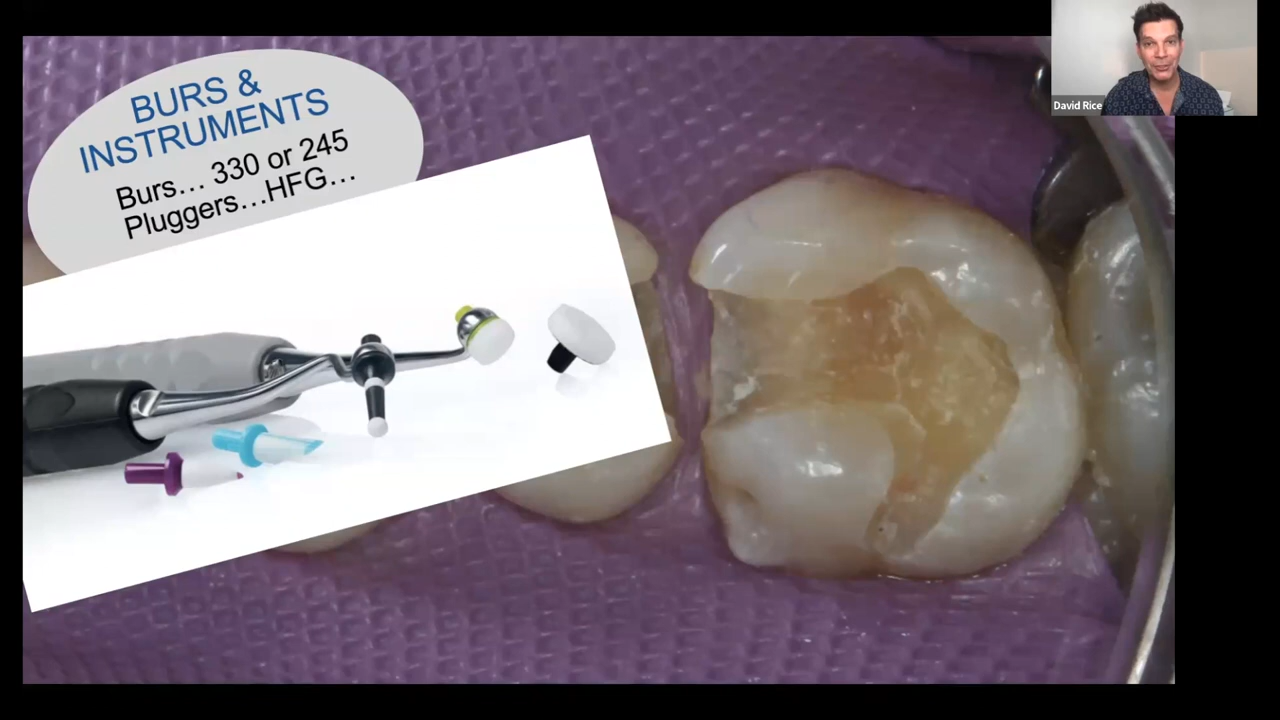 BURS &
INSTRUMENTS
Burs... 330 or 245
Pluggers...HFG...
David Rice